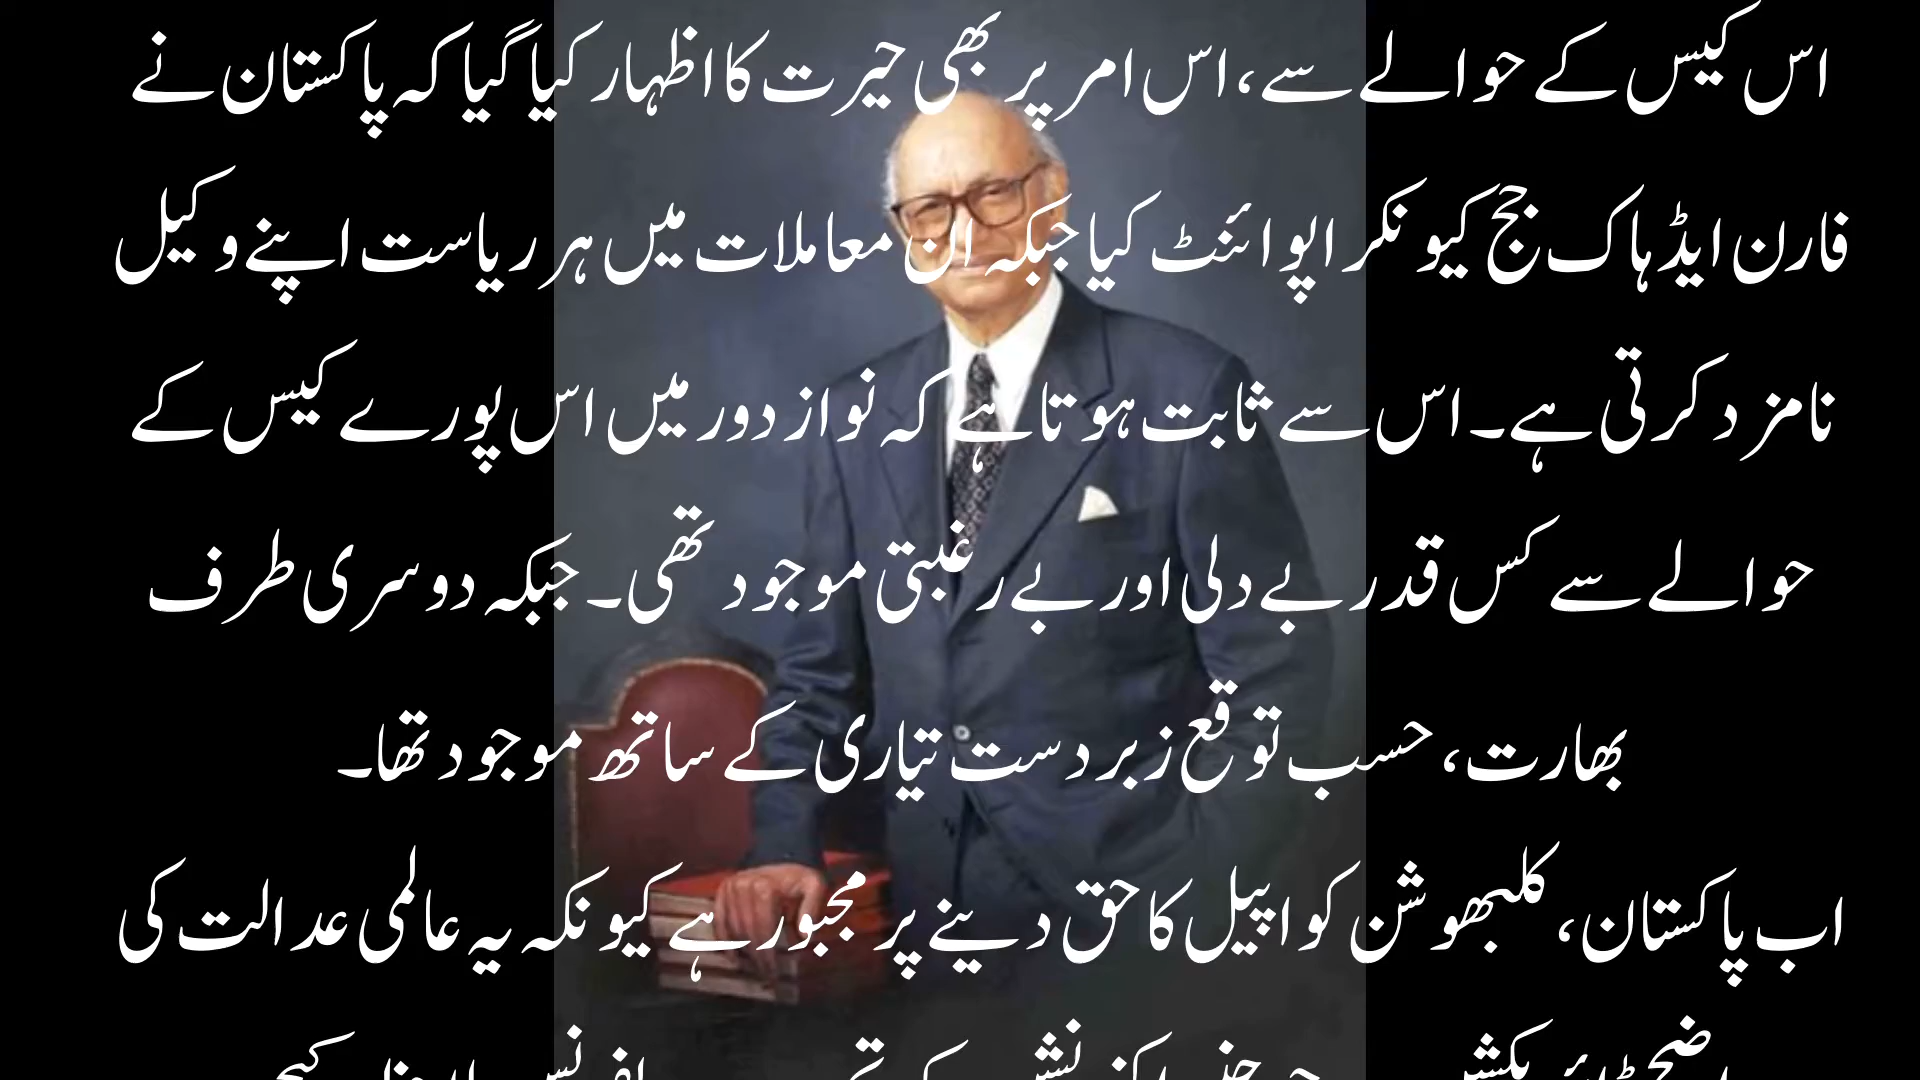 اس کیس کے حوالے سے، اس امر پر بھی حیرت کا اظہار کیا گیا کہ پاکستان نے
فارن ایڈہاک جج کیونکر اپوائنٹ کیا جبکہ ان معاملات میں ہر ریاست اپنے وکیل
نامزد کرتی ہے۔ اس سے ثابت ہوتا ہے کہ نواز دور میں اس پورے کیس کے
حوالے سے کس قدر بے دلی اور بے رغبتی موجود تھی۔ جبکہ دوسری طرف
بھارت، حسب توقع زبردست تیاری کے ساتھ موجود تھا۔
اب پاکستان، کلبھوشن کو اپیل کا حق دینے پر مجبور ہے کیونکہ یہ عالمی عدالت کی